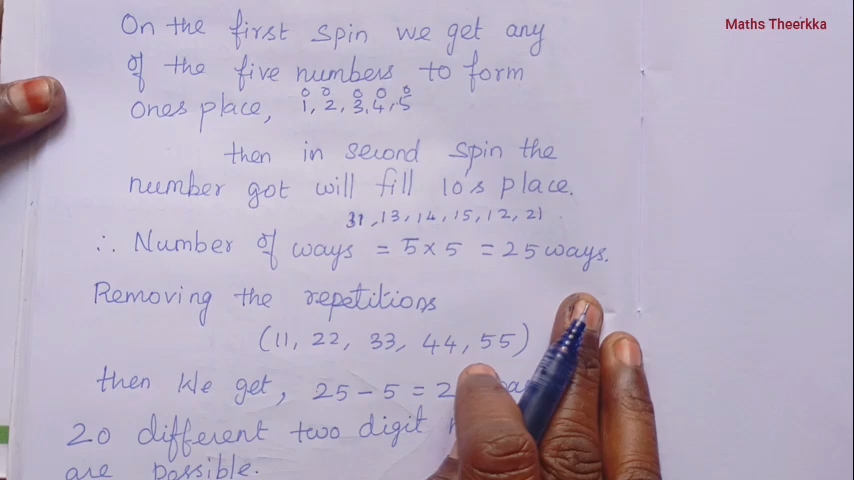 Maths Theerkka
On the first spin we get any
of the five numbers to form
ones place, 1, 2, 3, 4, 5
then in second spin the
number got will fill 10's place.
31, 13, 14, 15, 12, 21
∴ Number of ways = 5 × 5 = 25 ways.
Removing the repetitions
(11, 22, 33, 44, 55)
then We get, 25 - 5 = 2
20 different two digit
are possible.